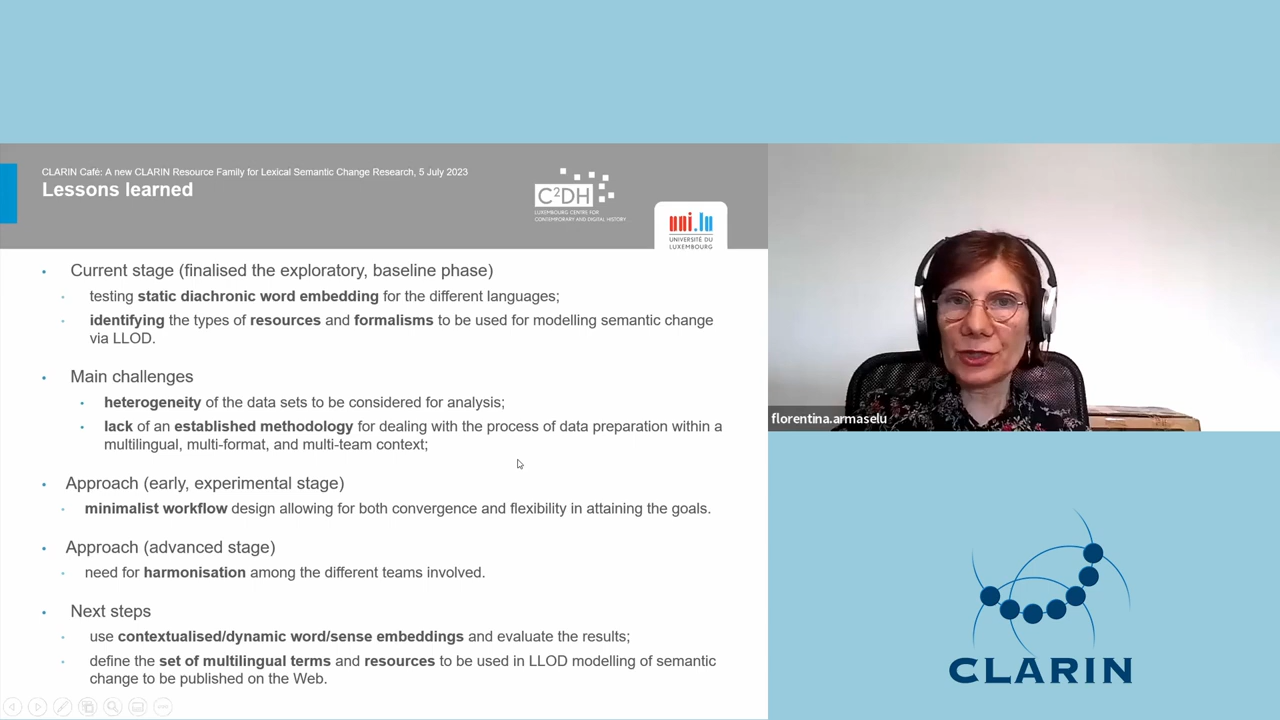 CLARIN Café: A new CLARIN Resource Family for Lexical Semantic Change Research, 5 July 2023
Lessons learned
C²DH
LUXEMBOURG CENTRE FOR
CONTEMPORARY AND DIGITAL HISTORY
uni.lu
UNIVERSITÉ DU
LUXEMBOURG
• Current stage (finalised the exploratory, baseline phase)
• testing static diachronic word embedding for the different languages;
• identifying the types of resources and formalisms to be used for modelling semantic change
via LLOD.
• Main challenges
• heterogeneity of the data sets to be considered for analysis;
• lack of an established methodology for dealing with the process of data preparation within a
multilingual, multi-format, and multi-team context;
• Approach (early, experimental stage)
• minimalist workflow design allowing for both convergence and flexibility in attaining the goals.
• Approach (advanced stage)
• need for harmonisation among the different teams involved.
• Next steps
• use contextualised/dynamic word/sense embeddings and evaluate the results;
• define the set of multilingual terms and resources to be used in LLOD modelling of semantic
change to be published on the Web.
florentina.armaselu
CLARIN